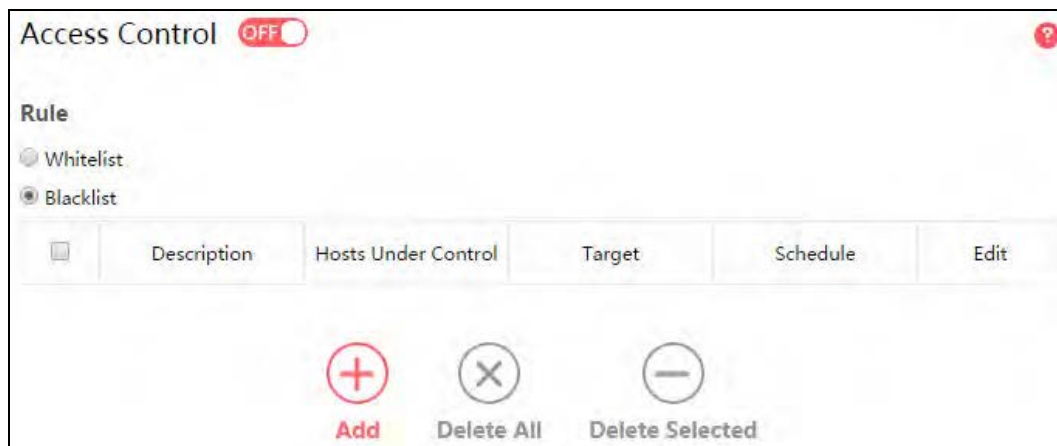 Access Control OFF ?
Rule
Whitelist
Blacklist
Description Hosts Under Control Target Schedule Edit
Add Delete All Delete Selected